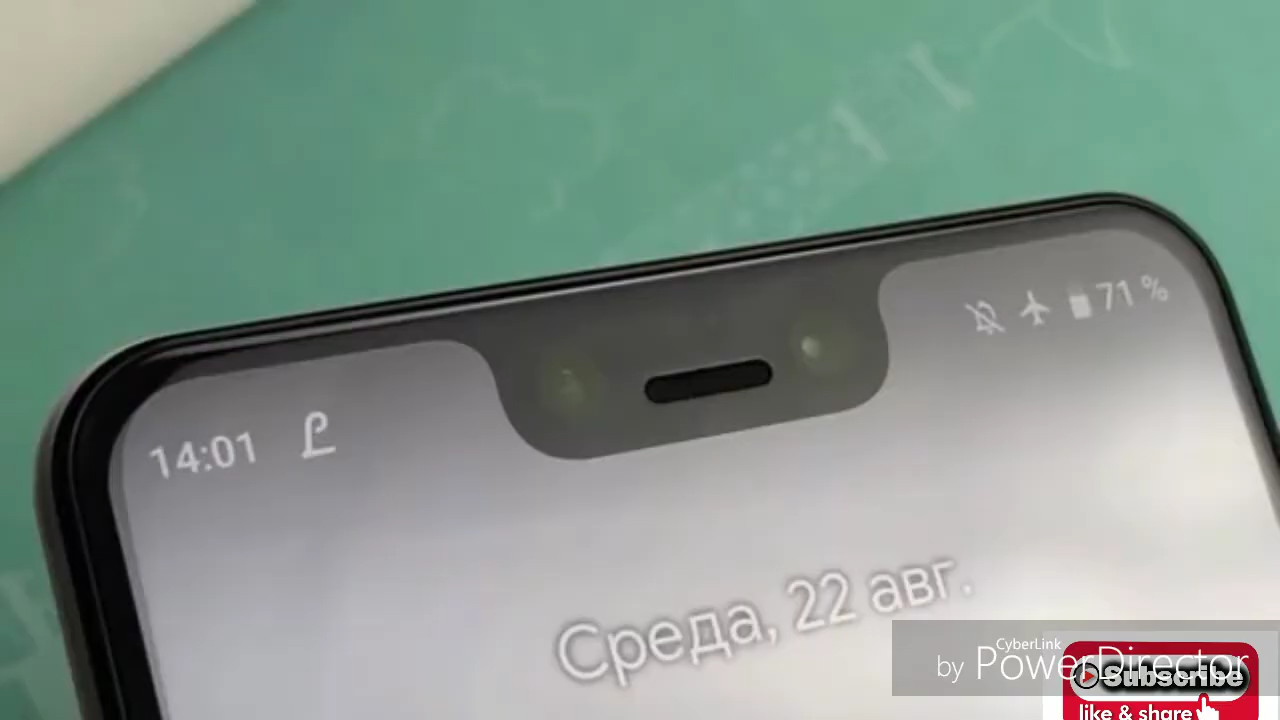 14:01
71 %
Среда, 22 авг.
CyberLink
by PowerDirector
Subscribe
like & share